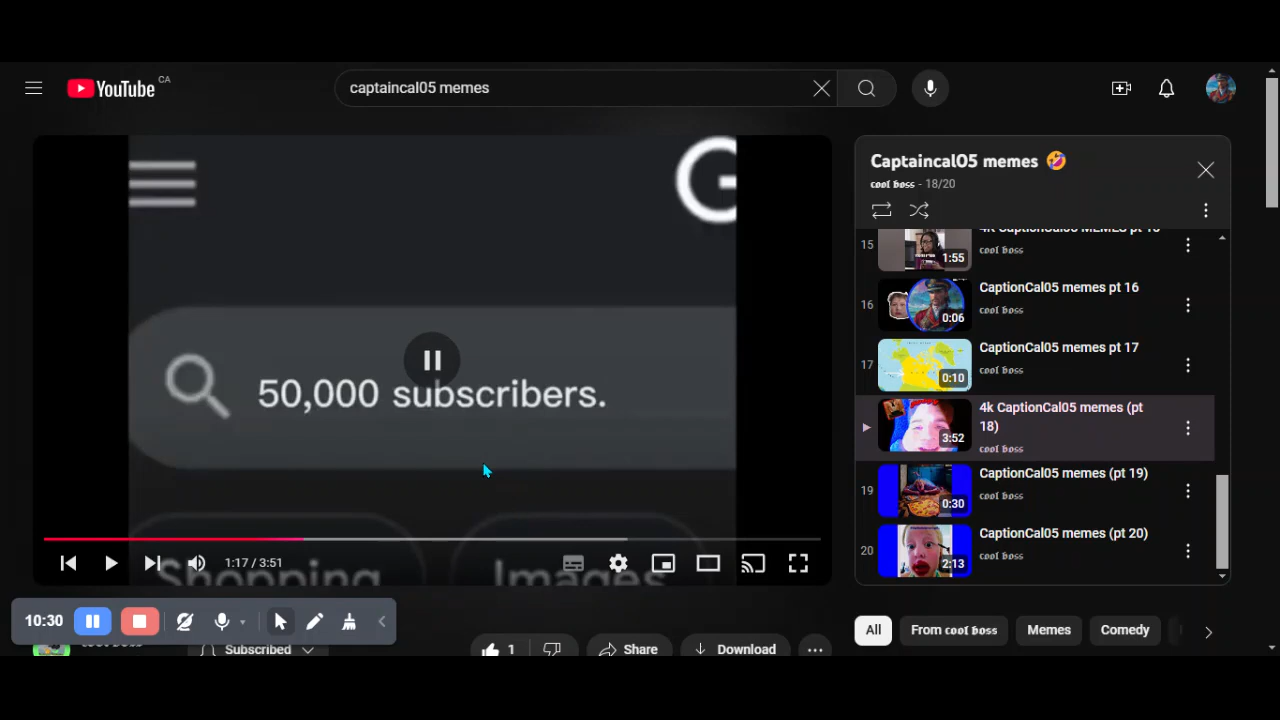 YouTube CA
captaincal05 memes
50,000 subscribers.
Shopping
Images
1:17 / 3:51
10:30
cool boss
Subscribed
1
Share
Download
Captaincal05 memes 🤣
cool boss - 18/20
15
1:55
cool boss
16
0:06
CaptionCal05 memes pt 16
cool boss
17
0:10
CaptionCal05 memes pt 17
cool boss
3:52
4k CaptionCal05 memes (pt
18)
cool boss
19
0:30
CaptionCal05 memes (pt 19)
cool boss
20
2:13
CaptionCal05 memes (pt 20)
cool boss
All
From cool boss
Memes
Comedy